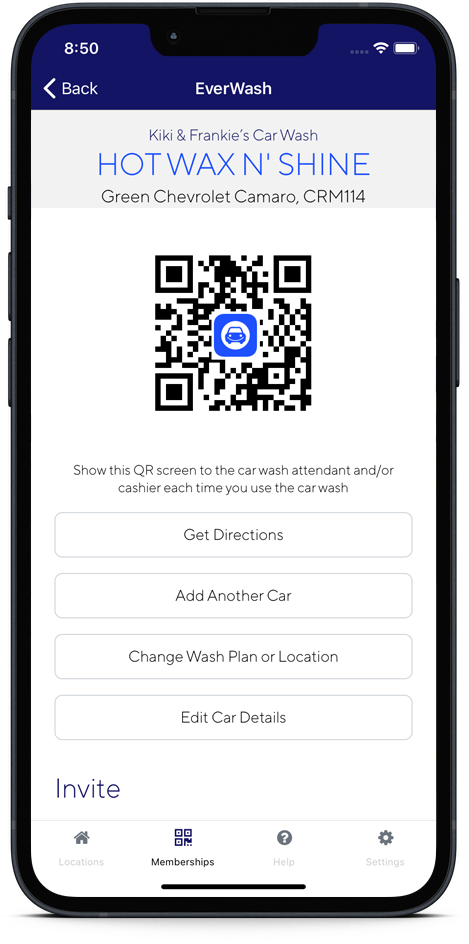 8:50
Back
EverWash
Kiki & Frankie's Car Wash
HOT WAX N' SHINE
Green Chevrolet Camaro, CRM114
Show this QR screen to the car wash attendant and/or
cashier each time you use the car wash
Get Directions
Add Another Car
Change Wash Plan or Location
Edit Car Details
Invite
Locations
Memberships
Help
Settings